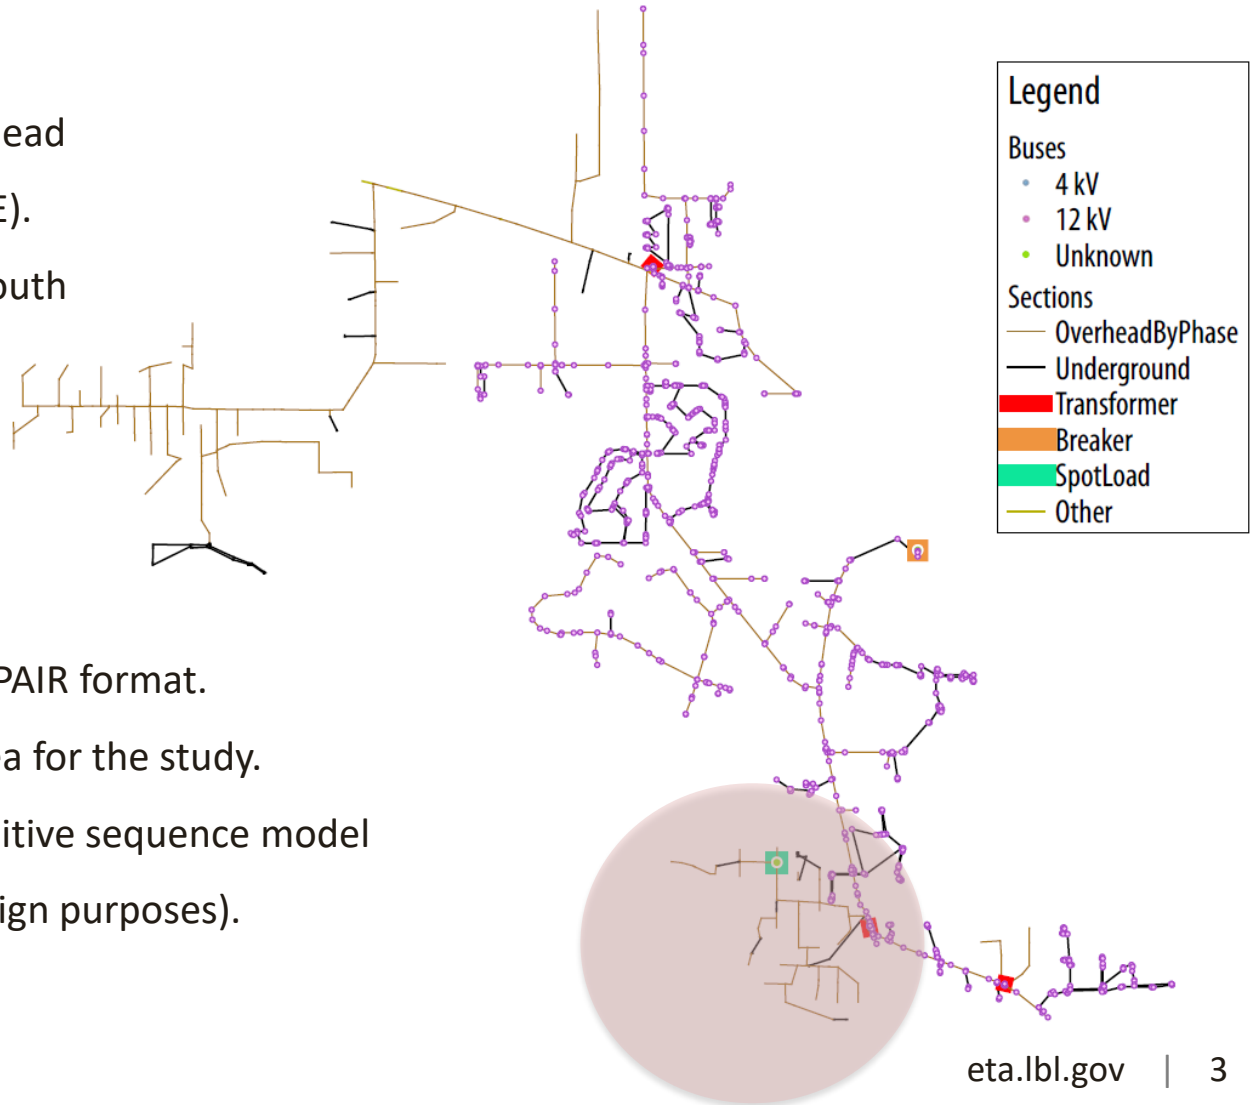 ead
E).
outh
PAIR format.
ea for the study.
itive sequence model
ign purposes).
Legend
Buses
4 kV
12 kV
Unknown
Sections
OverheadByPhase
Underground
Transformer
Breaker
SpotLoad
Other
eta.lbl.gov | 3